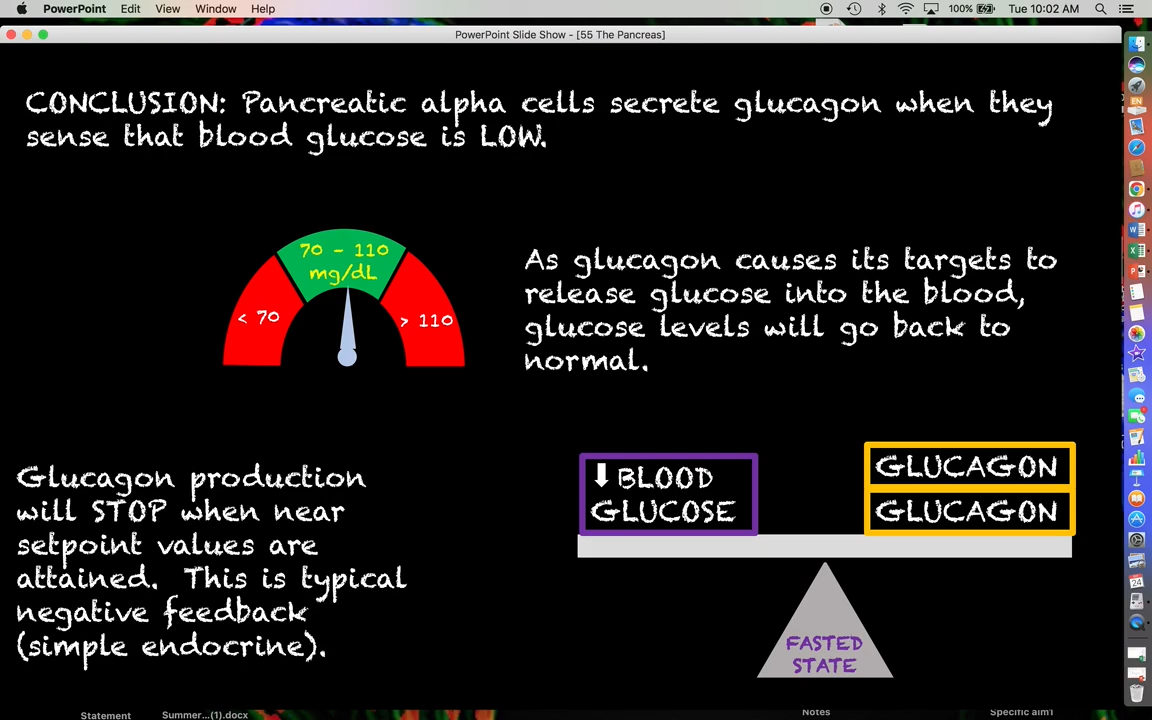 PowerPoint Edit View Window Help 100% Tue 10:02 AM
PowerPoint Slide Show - [55 The Pancreas]
CONCLUSION: Pancreatic alpha cells secrete glucagon when they
sense that blood glucose is LOW.
70 - 110
mg/dL
< 70
> 110
As glucagon causes its targets to
release glucose into the blood,
glucose levels will go back to
normal.
Glucagon production
will STOP when near
setpoint values are
attained. This is typical
negative feedback
(simple endocrine).
⬇ BLOOD
GLUCOSE
GLUCAGON
GLUCAGON
FASTED
STATE
Statement Summer...(1).docx Notes Specific aim1